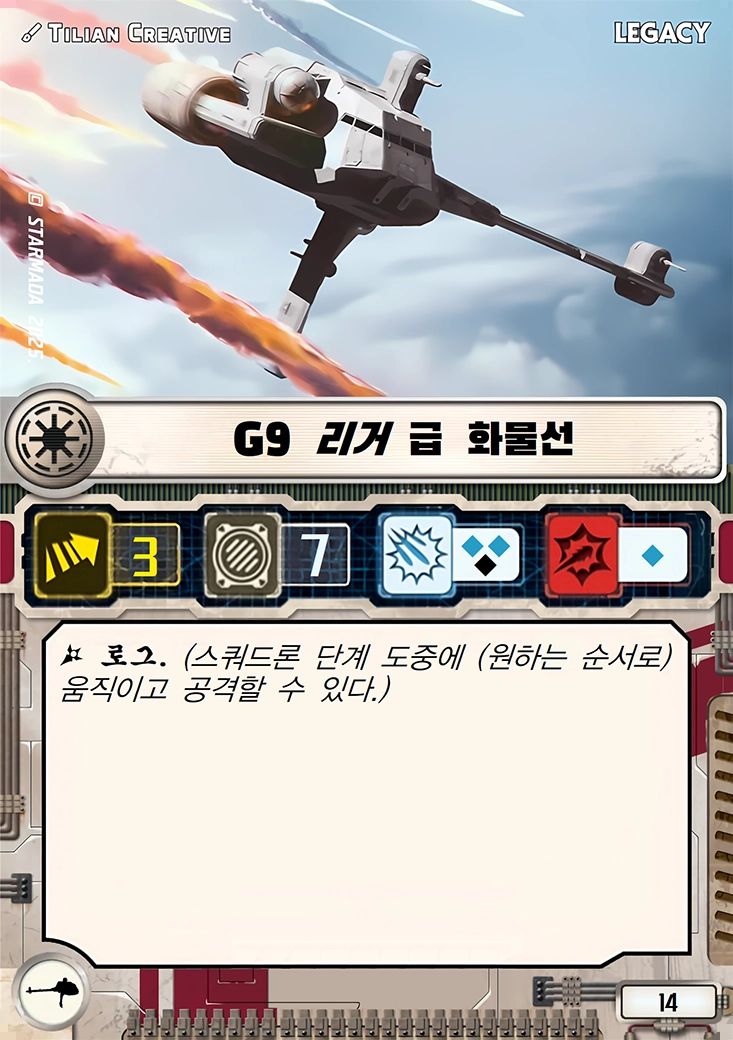 TILIAN CREATIVE
LEGACY
© STARMADA 2025.
G9 리거 급 화물선
3
7
로그. (스쿼드론 단계 도중에 (원하는 순서로)
움직이고 공격할 수 있다.)
14